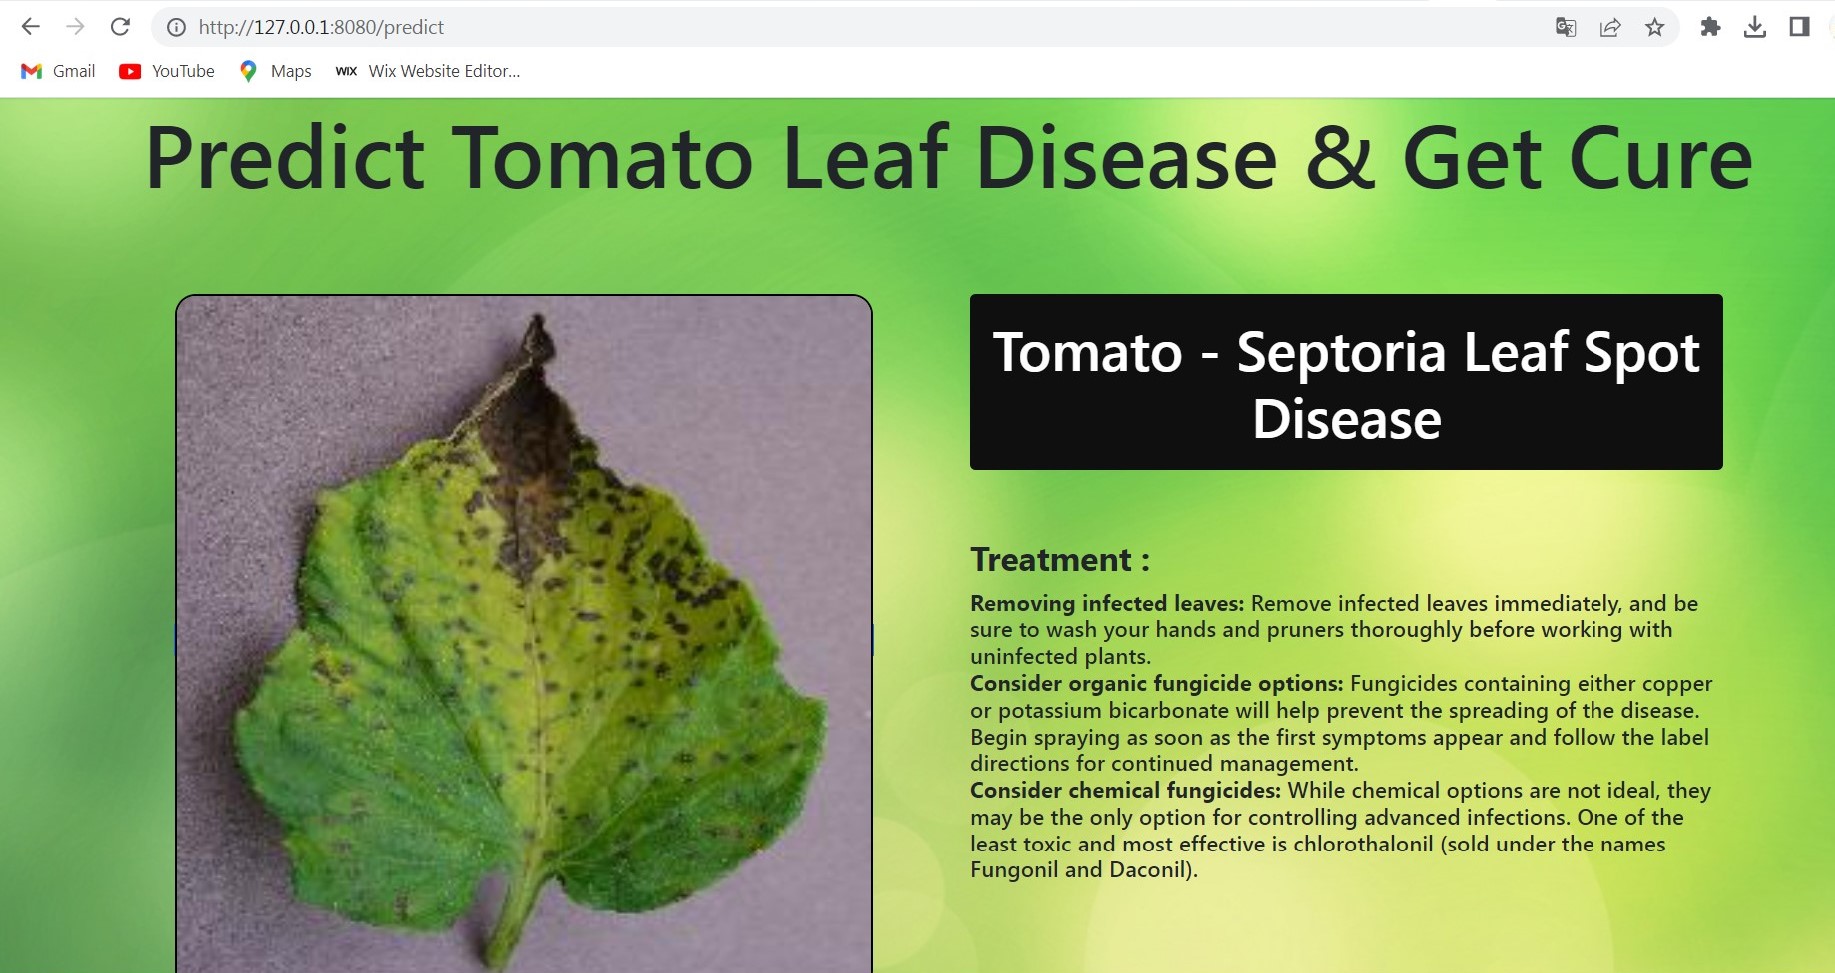 http://127.0.0.1:8080/predict
Gmail YouTube Maps WIX Wix Website Editor...
Predict Tomato Leaf Disease & Get Cure
Tomato - Septoria Leaf Spot
Disease
Treatment :
Removing infected leaves: Remove infected leaves immediately, and be
sure to wash your hands and pruners thoroughly before working with
uninfected plants.
Consider organic fungicide options: Fungicides containing either copper
or potassium bicarbonate will help prevent the spreading of the disease.
Begin spraying as soon as the first symptoms appear and follow the label
directions for continued management.
Consider chemical fungicides: While chemical options are not ideal, they
may be the only option for controlling advanced infections. One of the
least toxic and most effective is chlorothalonil (sold under the names
Fungonil and Daconil).